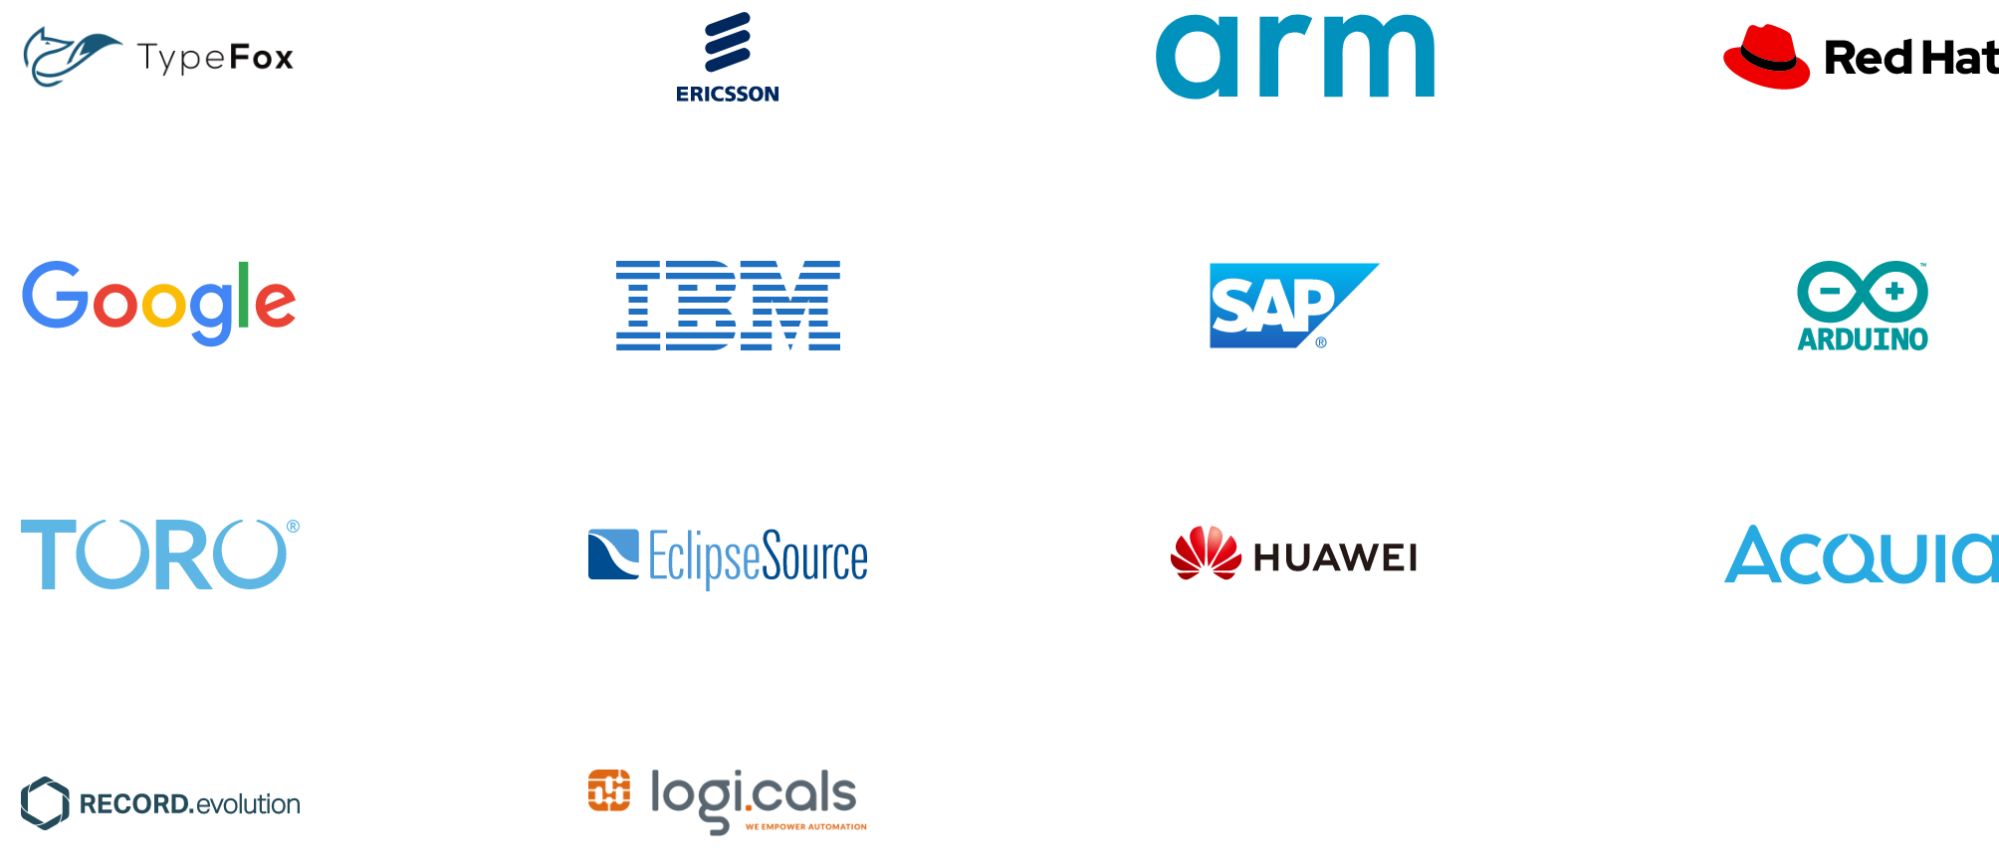 TypeFox
ERICSSON
arm
Red Hat
Google
IBM
SAP®
ARDUINO™
TORO®
EclipseSource
HUAWEI
ACQUIA
RECORD.evolution
logi.cals
WE EMPOWER AUTOMATION